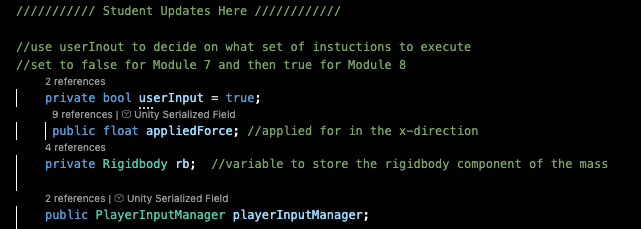 /////////// Student Updates Here ////////////
//use userInout to decide on what set of instuctions to execute
//set to false for Module 7 and then true for Module 8
2 references
private bool userInput = true;
9 references | Unity Serialized Field
public float appliedForce; //applied for in the x-direction
4 references
private Rigidbody rb; //variable to store the rigidbody component of the mass
2 references | Unity Serialized Field
public PlayerInputManager playerInputManager;